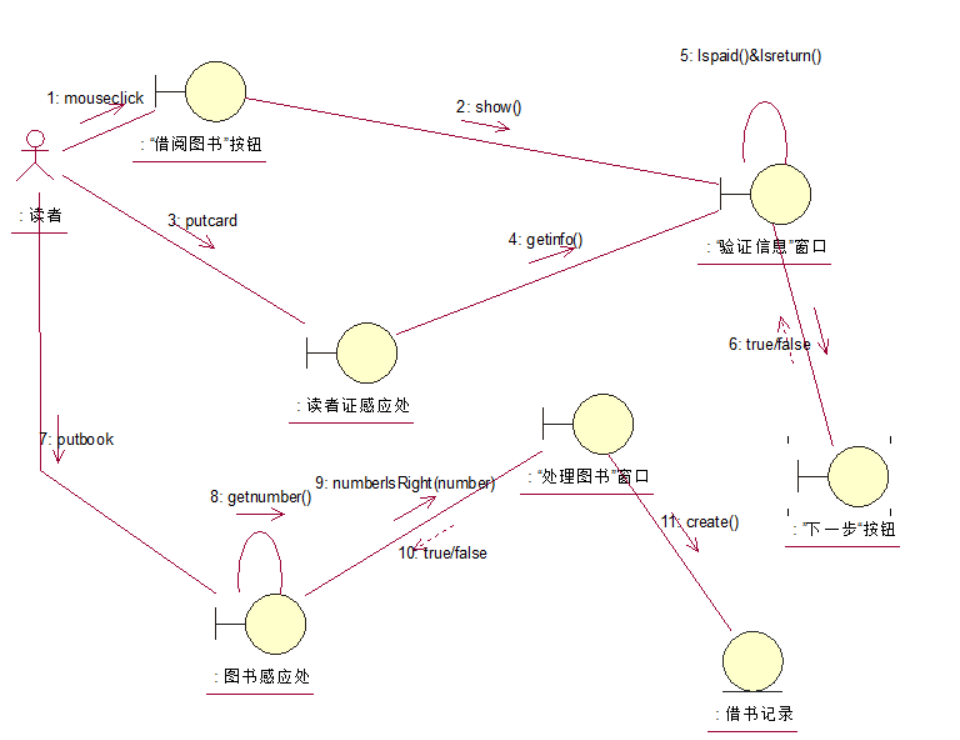 5: Ispaid()&Isreturn()
1: mouseclick
2: show()
: “借阅图书”按钮
: 读者
3: putcard
4: getinfo()
: “验证信息”窗口
6: true/false
: 读者证感应处
7: putbook
9: numberIsRight(number)
: “处理图书”窗口
8: getnumber()
11: create()
: ”下一步“按钮
10: true/false
: 图书感应处
: 借书记录